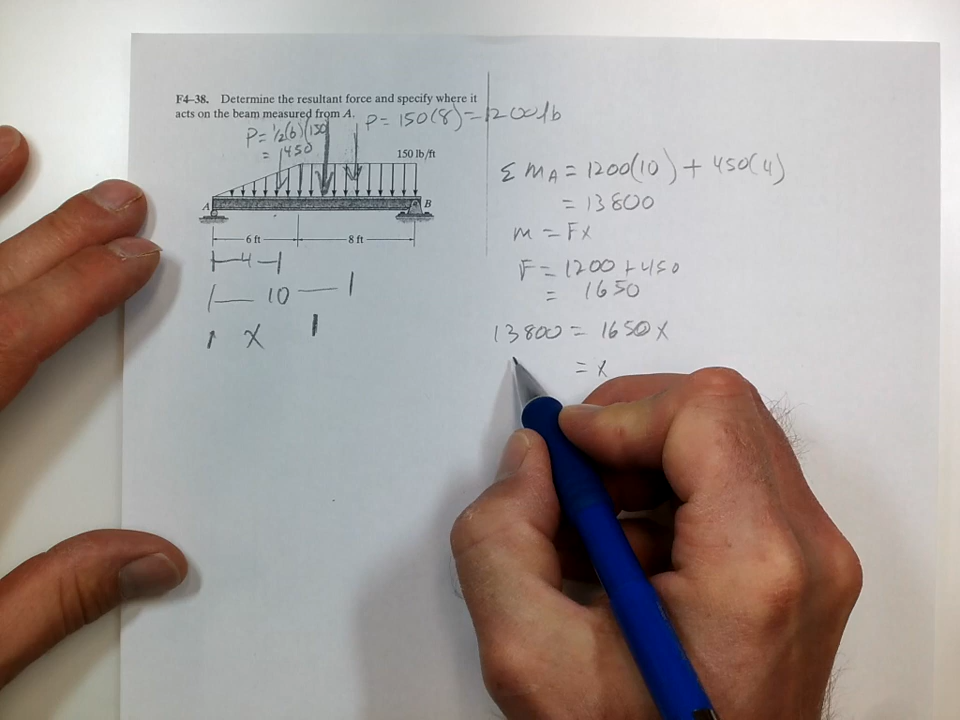 F4–38. Determine the resultant force and specify where it
acts on the beam measured from A.
P = 150(8) = 1200 lb
P = 1/2(6)(150)
= 450
150 lb/ft
A
B
6 ft
8 ft
4
10
X
Σ MA = 1200(10) + 450(4)
= 13800
m = Fx
F = 1200 + 450
= 1650
13800 = 1650x
= x